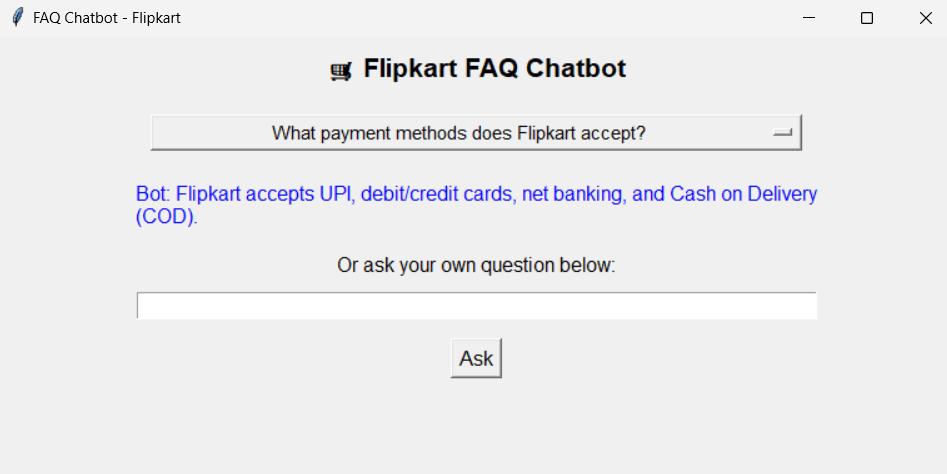 FAQ Chatbot - Flipkart
🛒 Flipkart FAQ Chatbot
What payment methods does Flipkart accept?
Bot: Flipkart accepts UPI, debit/credit cards, net banking, and Cash on Delivery
(COD).
Or ask your own question below:
Ask